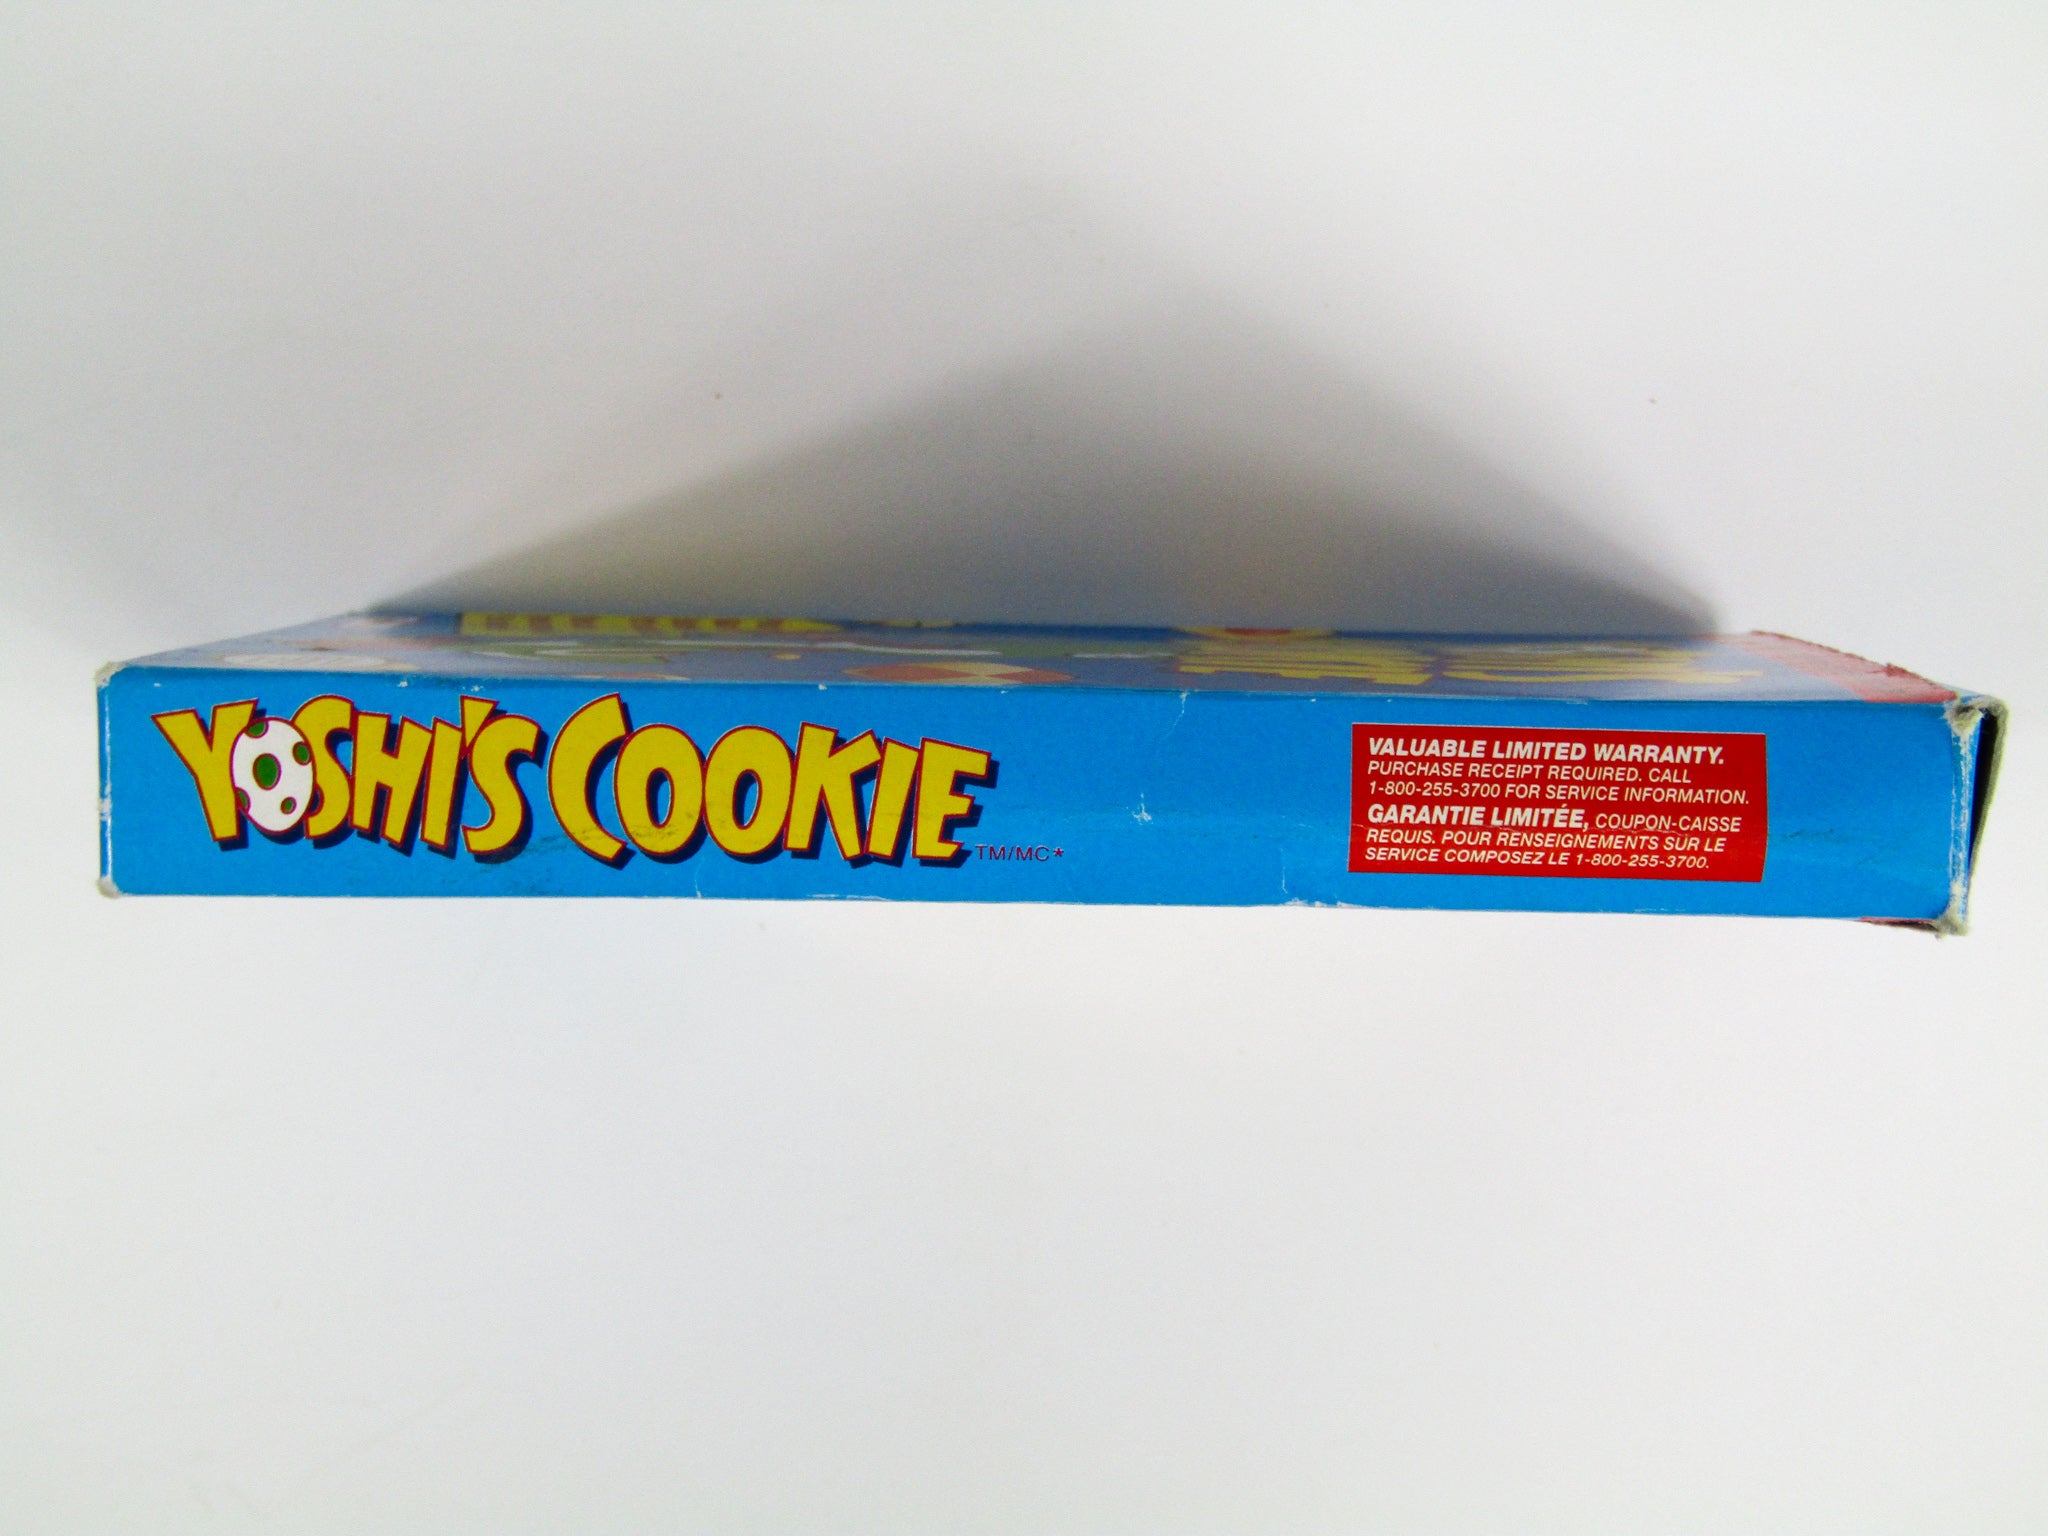 YOSHI'S COOKIE TM/MC*
VALUABLE LIMITED WARRANTY.
PURCHASE RECEIPT REQUIRED. CALL
1-800-255-3700 FOR SERVICE INFORMATION.
GARANTIE LIMITÉE, COUPON-CAISSE
REQUIS. POUR RENSEIGNEMENTS SUR LE
SERVICE COMPOSEZ LE 1-800-255-3700.